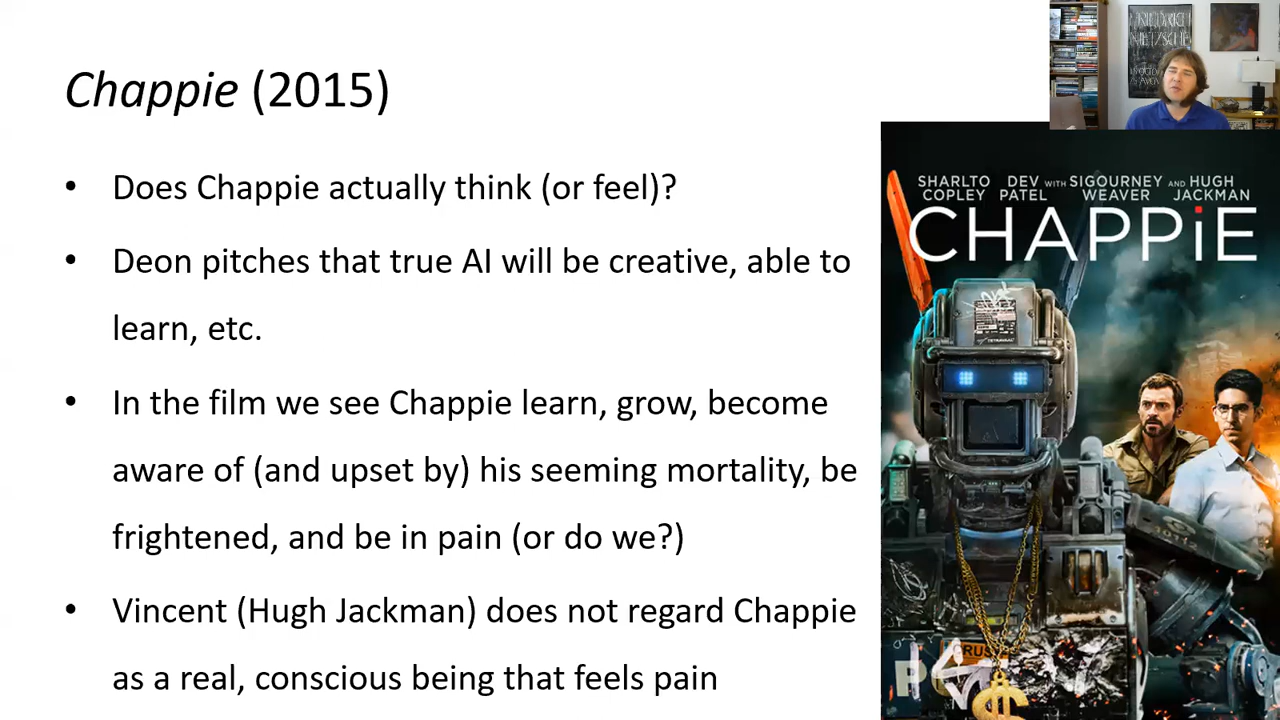 Chappie (2015)
• Does Chappie actually think (or feel)?
• Deon pitches that true AI will be creative, able to
learn, etc.
• In the film we see Chappie learn, grow, become
aware of (and upset by) his seeming mortality, be
frightened, and be in pain (or do we?)
• Vincent (Hugh Jackman) does not regard Chappie
as a real, conscious being that feels pain
NIETZSCHE
SHARLTO COPLEY DEV PATEL WITH SIGOURNEY WEAVER AND HUGH JACKMAN
CHAPPiE